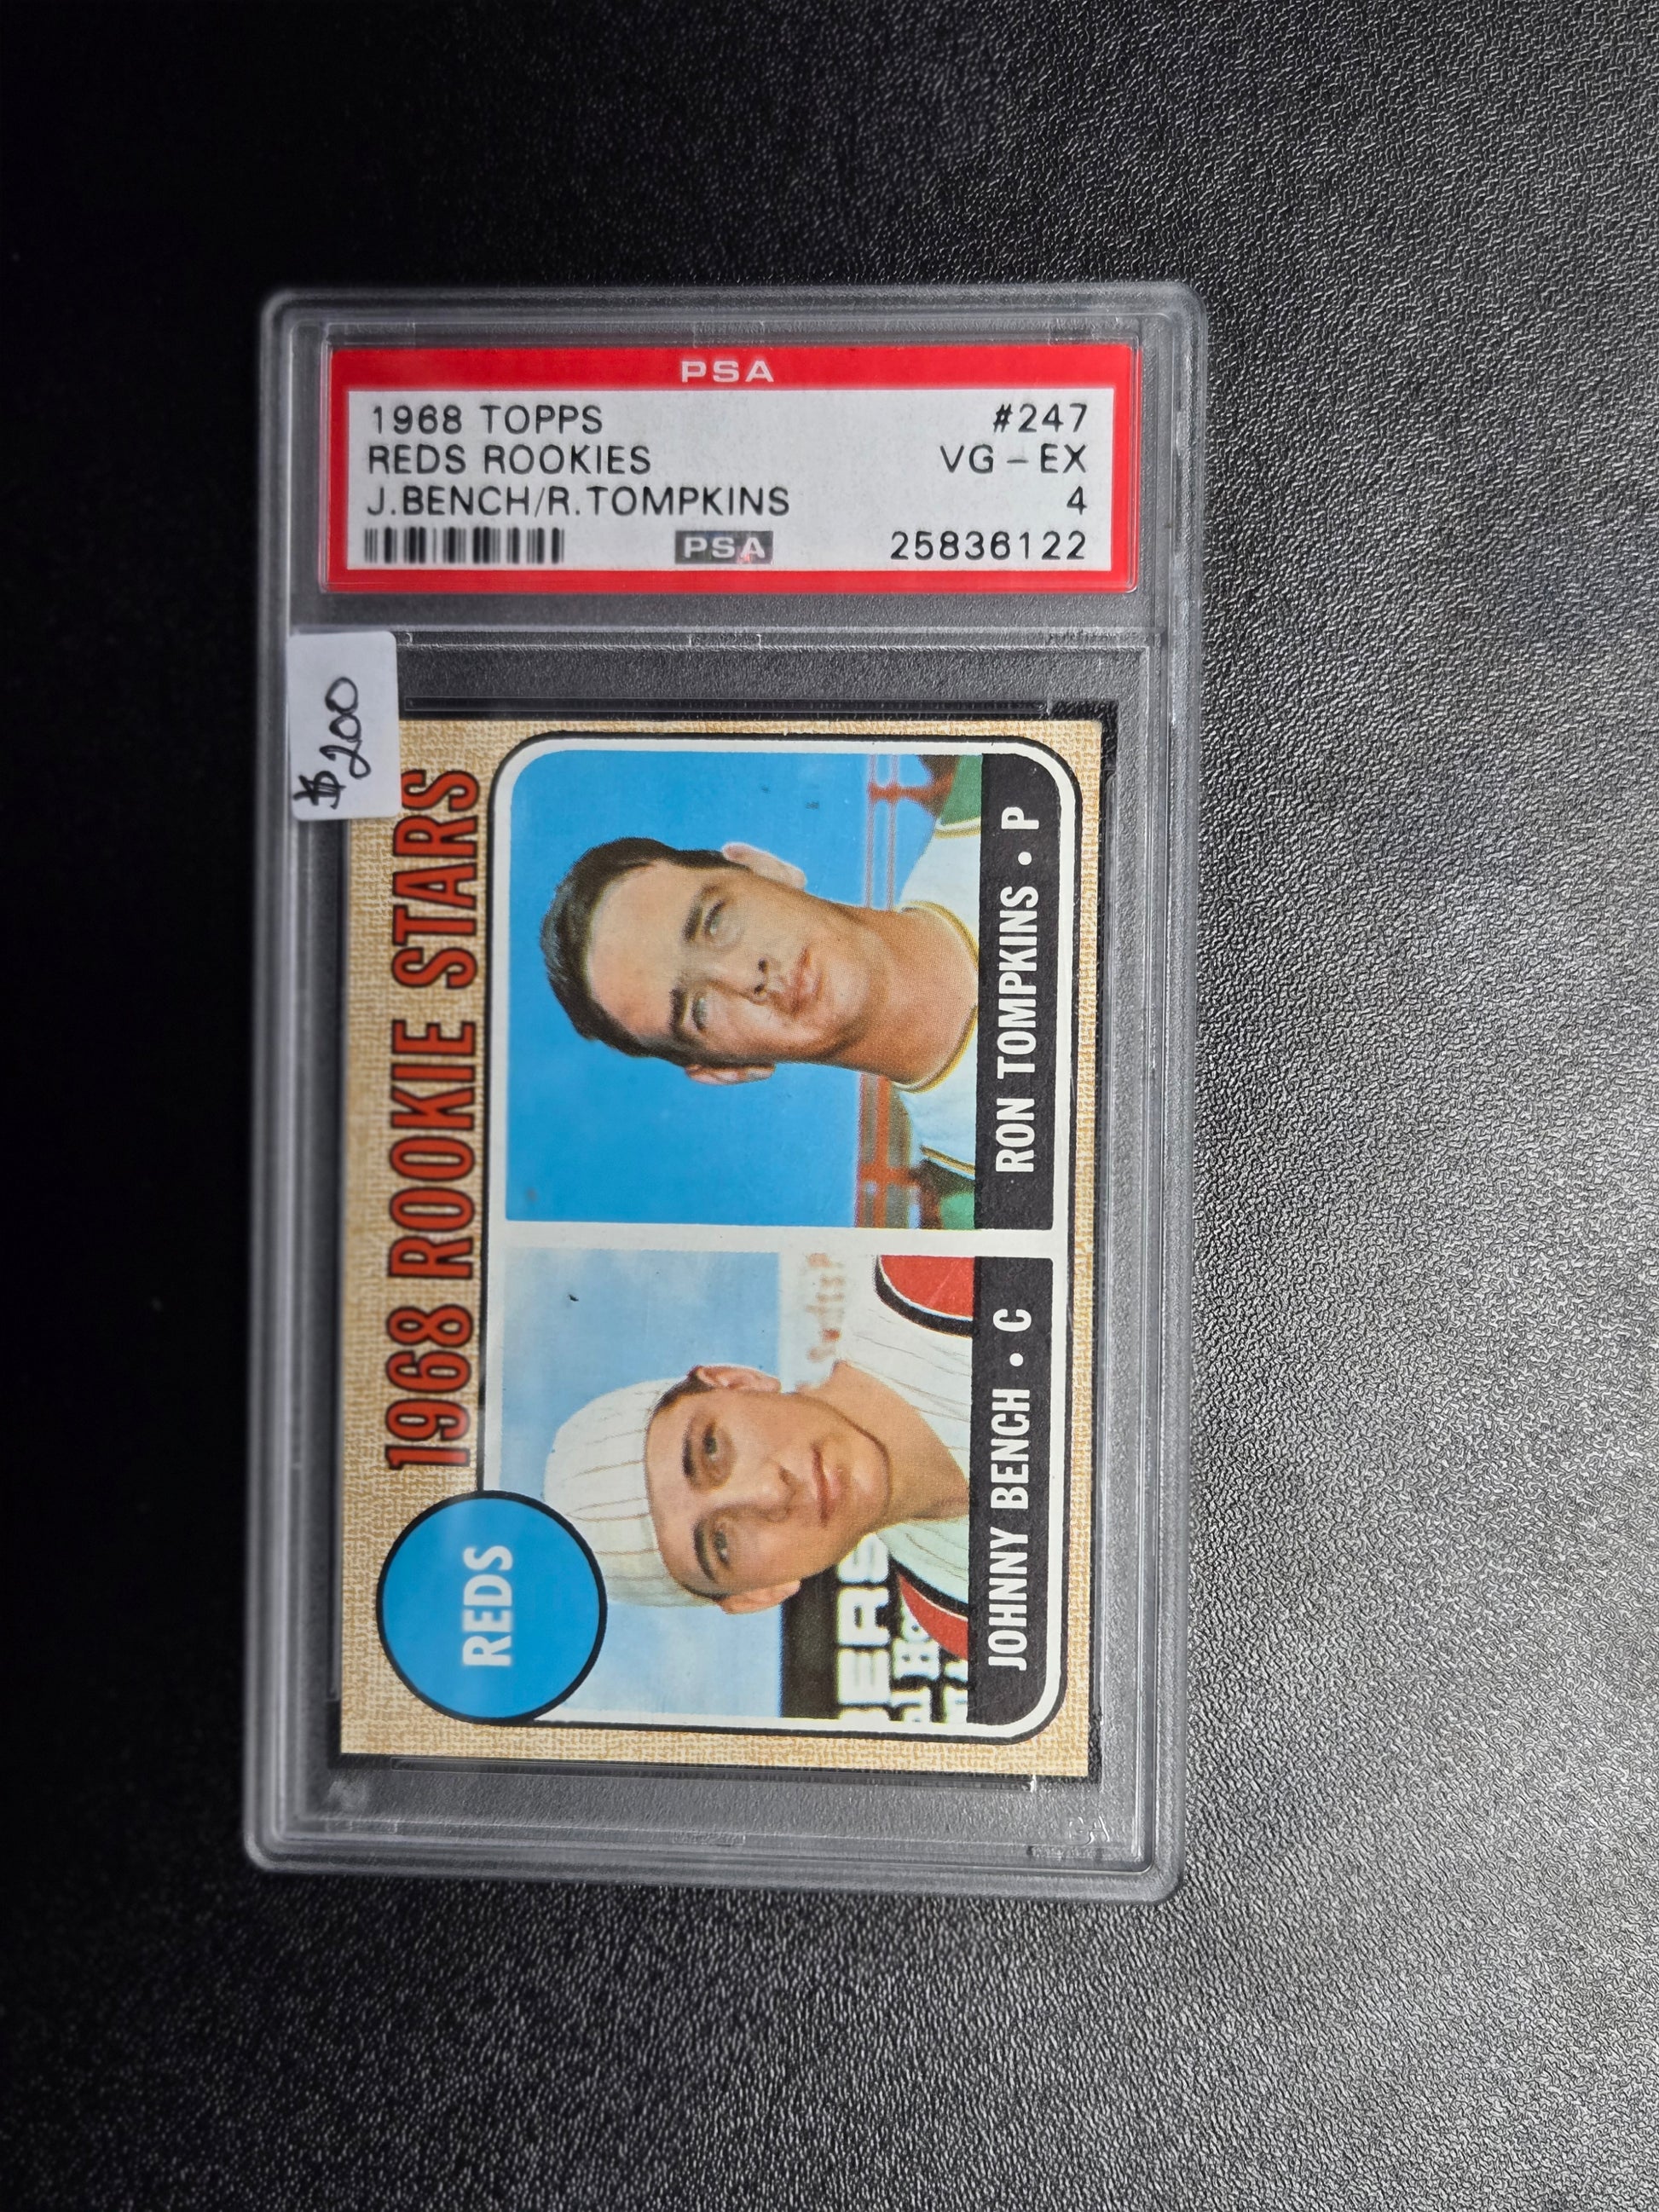 PSA
1968 TOPPS #247
REDS ROOKIES VG - EX
J.BENCH/R.TOMPKINS 4
PSA 25836122
$200
1968 ROOKIE STARS
REDS
JOHNNY BENCH • C
RON TOMPKINS • P